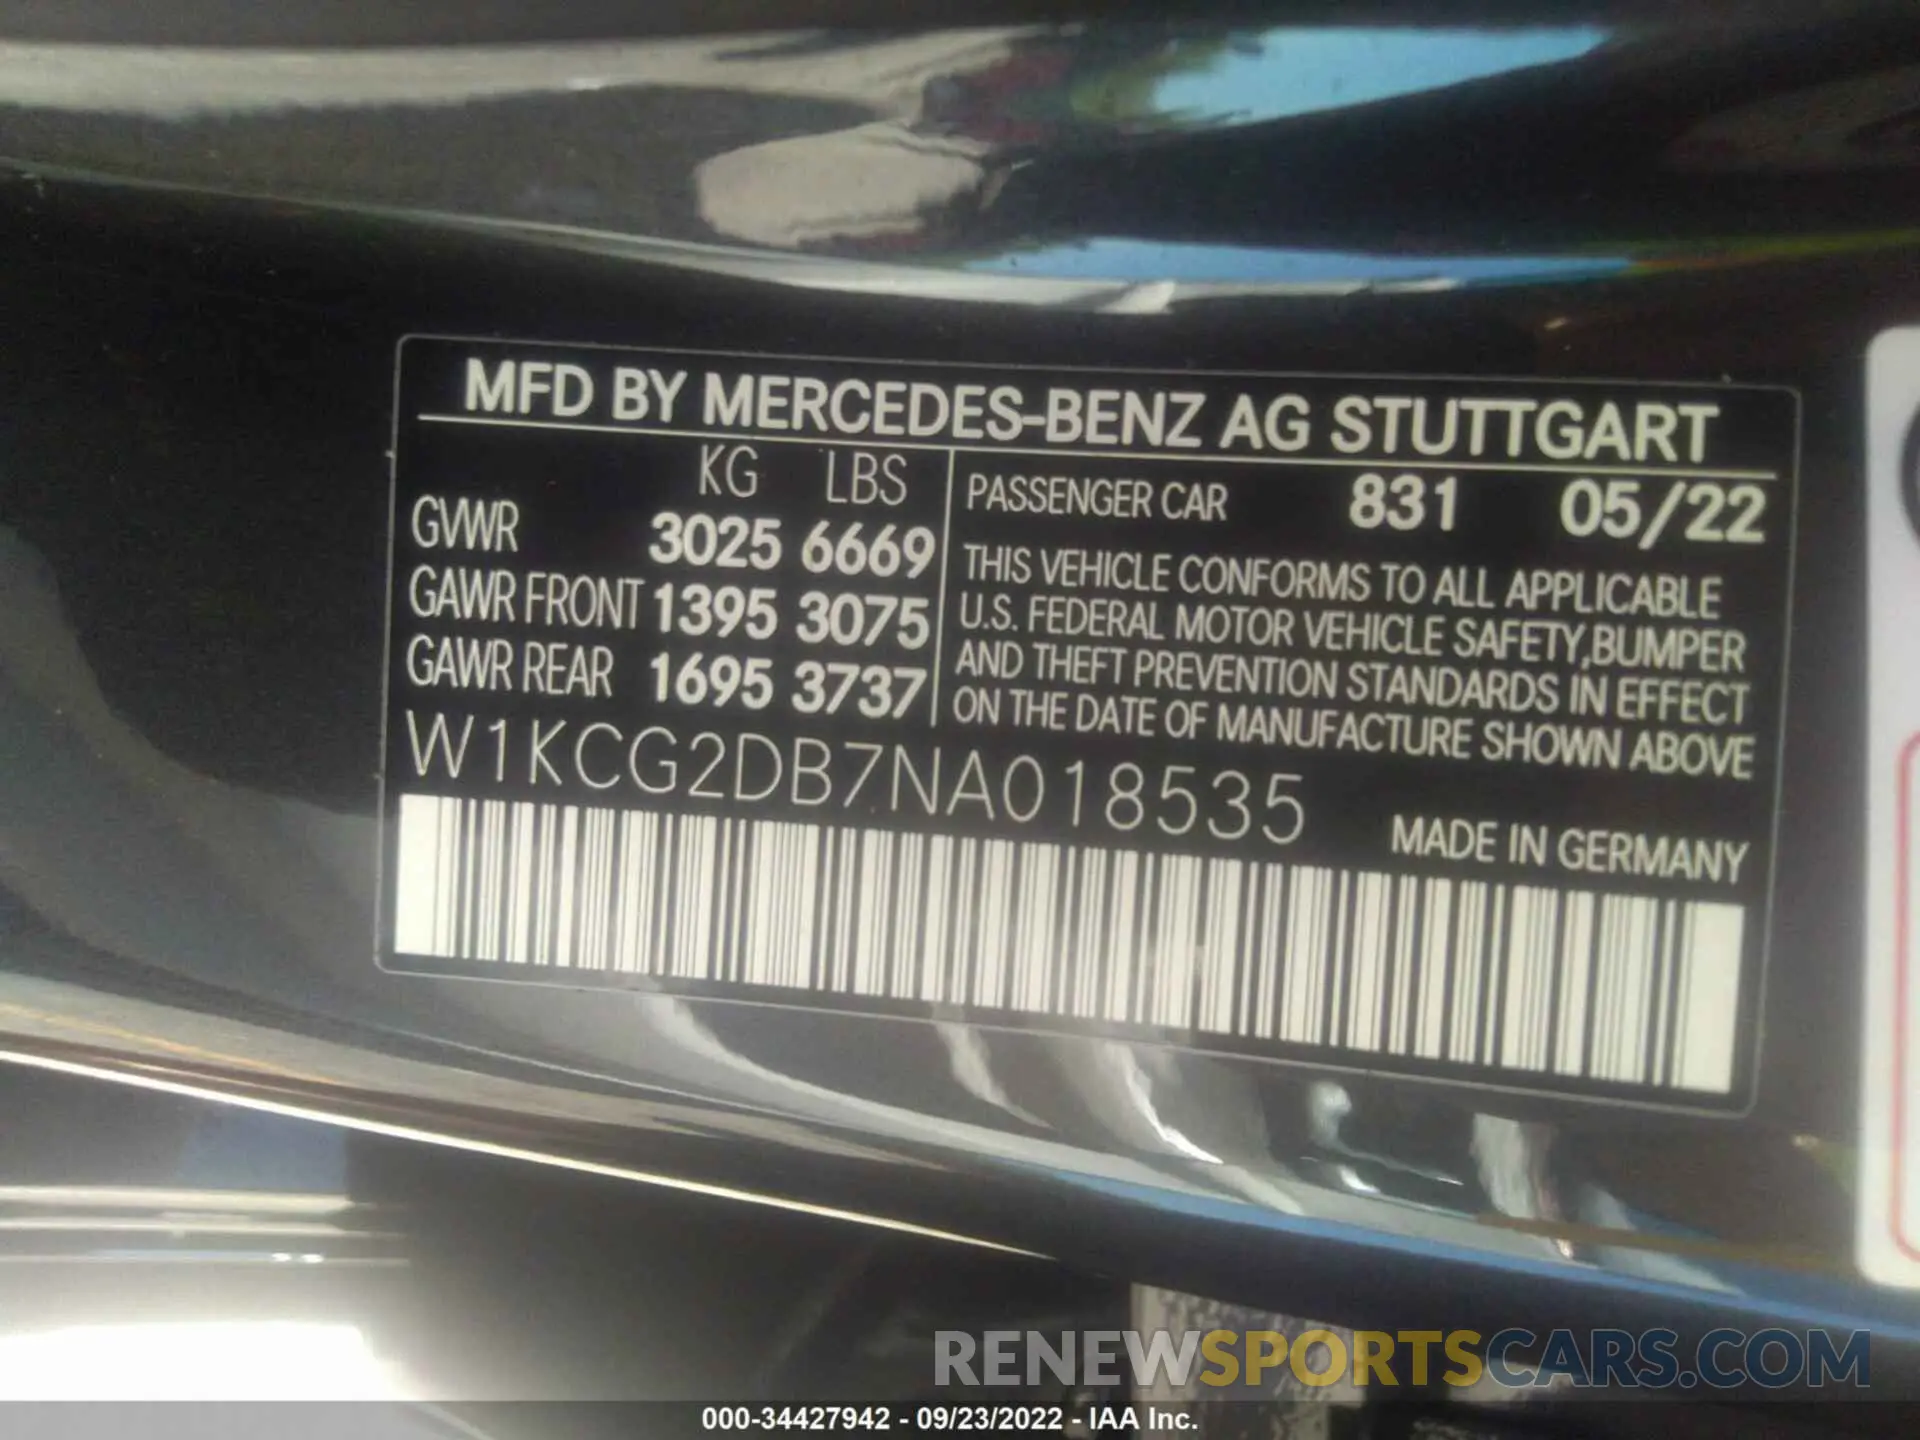 MFD BY MERCEDES-BENZ AG STUTTGART
KG LBS
GVWR 3025 6669
GAWR FRONT 1395 3075
GAWR REAR 1695 3737
PASSENGER CAR 831 05/22
THIS VEHICLE CONFORMS TO ALL APPLICABLE
U.S. FEDERAL MOTOR VEHICLE SAFETY,BUMPER
AND THEFT PREVENTION STANDARDS IN EFFECT
ON THE DATE OF MANUFACTURE SHOWN ABOVE
W1KCG2DB7NA018535
MADE IN GERMANY
RENEWSPORTSCARS.COM
000-34427942 - 09/23/2022 - IAA Inc.